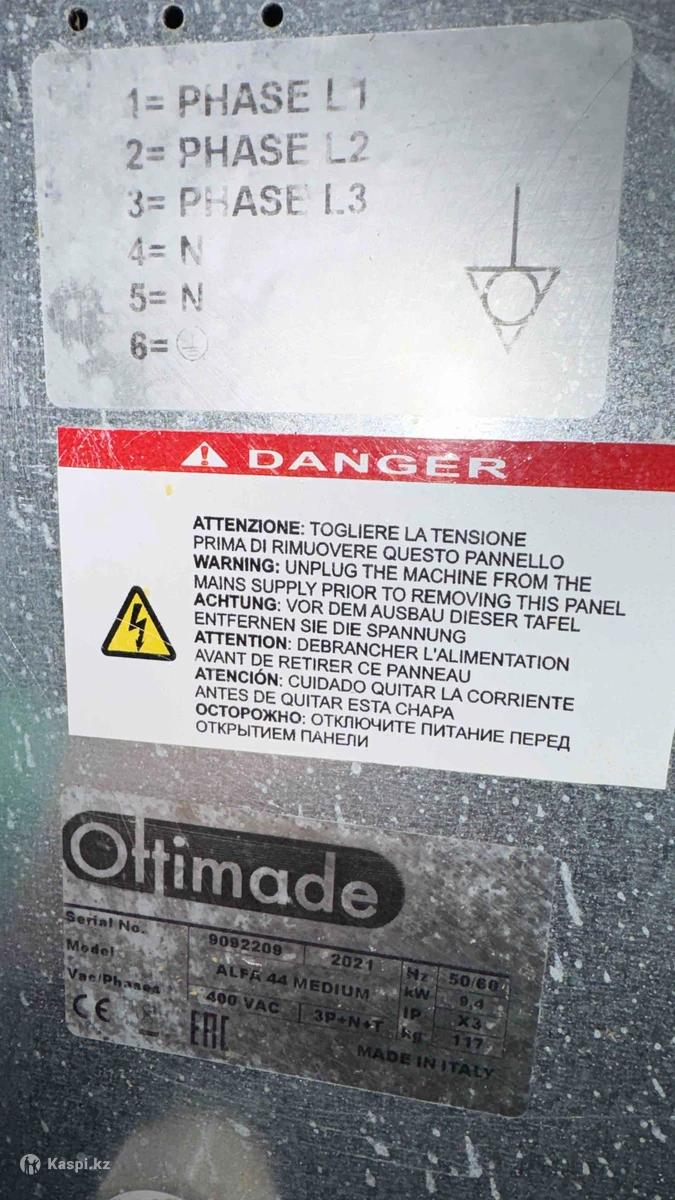 1= PHASE L1
2= PHASE L2
3= PHASE L3
4= N
5= N
6=
DANGER
ATTENZIONE: TOGLIERE LA TENSIONE
PRIMA DI RIMUOVERE QUESTO PANNELLO
WARNING: UNPLUG THE MACHINE FROM THE
MAINS SUPPLY PRIOR TO REMOVING THIS PANEL
ACHTUNG: VOR DEM AUSBAU DIESER TAFEL
ENTFERNEN SIE DIE SPANNUNG
ATTENTION: DEBRANCHER L'ALIMENTATION
AVANT DE RETIRER CE PANNEAU
ATENCIÓN: CUIDADO QUITAR LA CORRIENTE
ANTES DE QUITAR ESTA CHAPA
ОСТОРОЖНО: ОТКЛЮЧИТЕ ПИТАНИЕ ПЕРЕД
ОТКРЫТИЕМ ПАНЕЛИ
Ottimade
Serial No. 9092209 2021 Hz 50/60
Model ALFA 44 MEDIUM kW 9,4
Vac/Phases 400 VAC 3P+N+T IP X3
CE EAC kg 117
MADE IN ITALY
Kaspi.kz